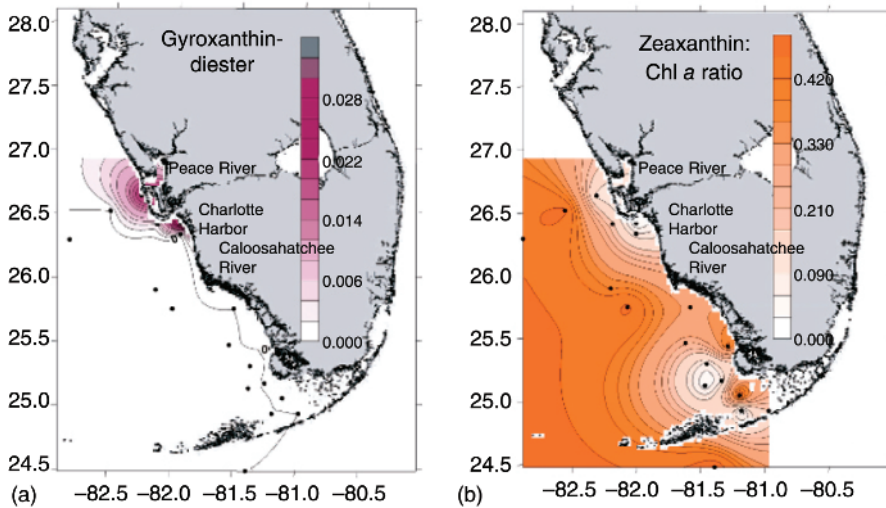 Gyroxanthin-
diester
28.0
27.5
27.0
26.5
26.0
25.5
25.0
24.5
0.028
0.022
0.014
0.006
0.000
Peace River
Charlotte
Harbor
Caloosahatchee
River
0
0
(a)
−82.5 −82.0 −81.5 −81.0 −80.5
Zeaxanthin:
Chl a ratio
28.0
27.5
27.0
26.5
26.0
25.5
25.0
24.5
0.420
0.330
0.210
0.090
0.000
Peace River
Charlotte
Harbor
Caloosahatchee
River
(b)
−82.5 −82.0 −81.5 −81.0 −80.5